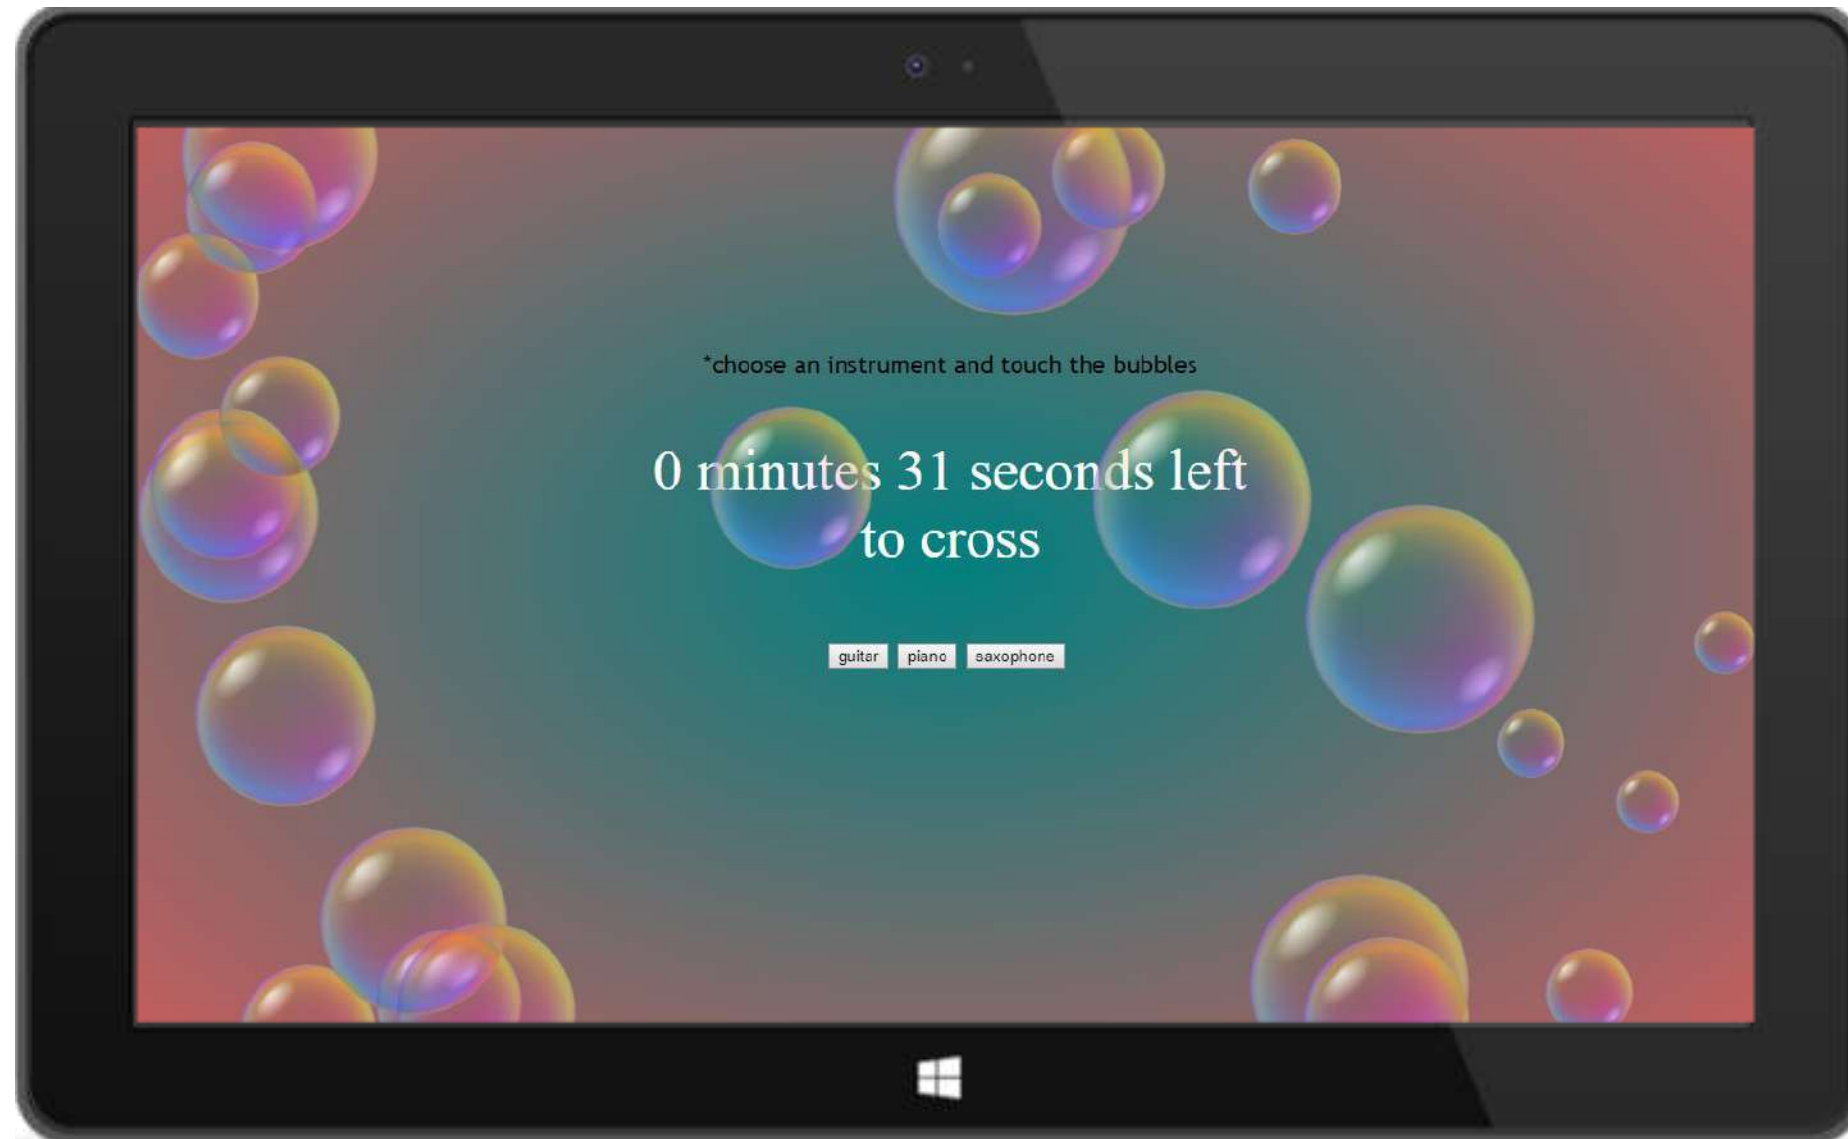 *choose an instrument and touch the bubbles
0 minutes 31 seconds left
to cross
guitar piano saxophone